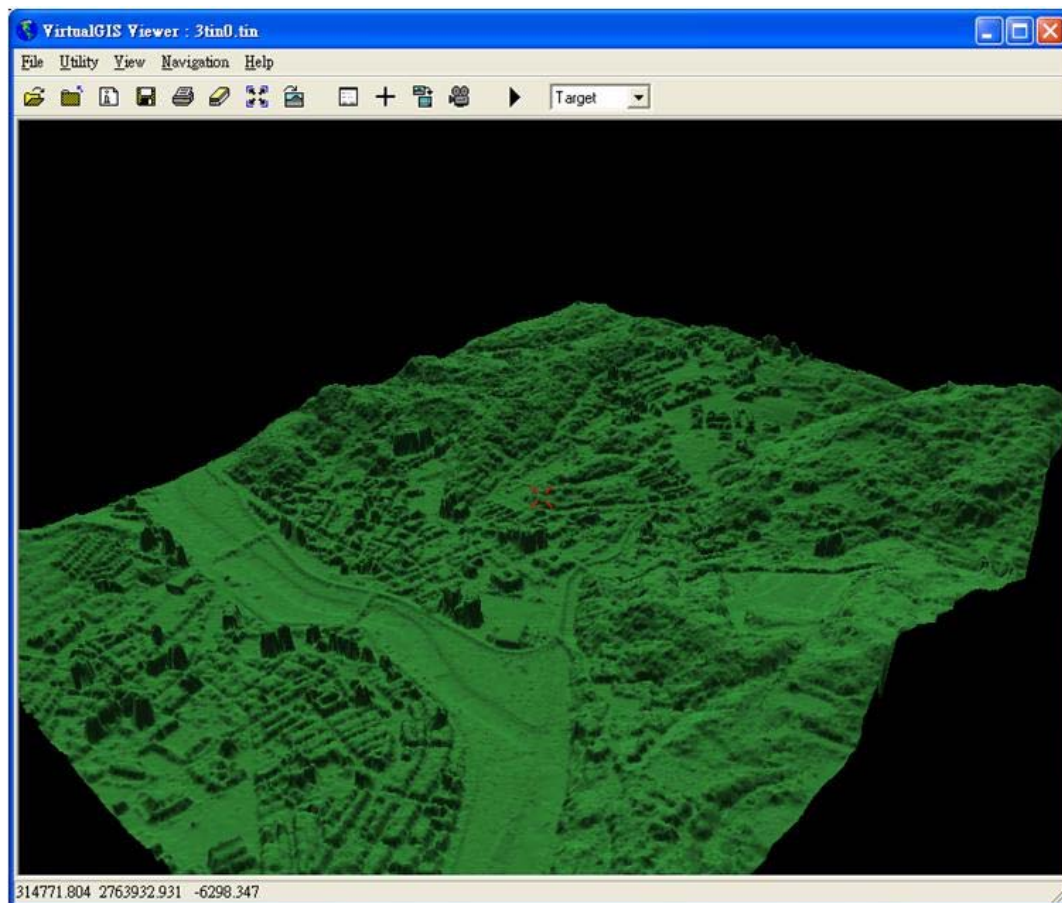 VirtualGIS Viewer : 3tin0.tin
File Utility View Navigation Help
Target
314771.804 2763932.931 -6298.347